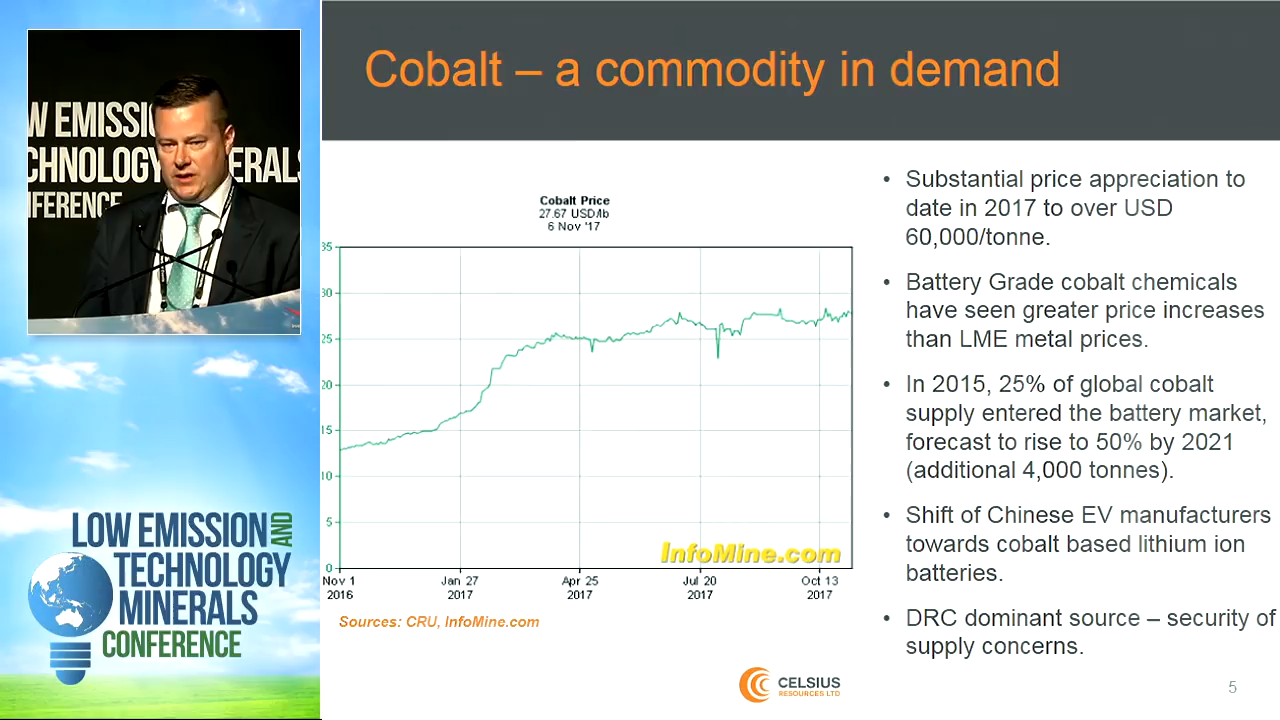 Cobalt – a commodity in demand
W EMISSIO
CHNOLOGY MINERALS
NFERENCE
Cobalt Price
27.67 USD/lb
6 Nov '17
35
30
25
20
15
10
5
0
Nov 1
2016
Jan 27
2017
Apr 25
2017
Jul 20
2017
Oct 13
2017
InfoMine.com
Sources: CRU, InfoMine.com
• Substantial price appreciation to
date in 2017 to over USD
60,000/tonne.
• Battery Grade cobalt chemicals
have seen greater price increases
than LME metal prices.
• In 2015, 25% of global cobalt
supply entered the battery market,
forecast to rise to 50% by 2021
(additional 4,000 tonnes).
• Shift of Chinese EV manufacturers
towards cobalt based lithium ion
batteries.
• DRC dominant source – security of
supply concerns.
LOW EMISSION AND
TECHNOLOGY
MINERALS
CONFERENCE
CELSIUS
RESOURCES LTD
5